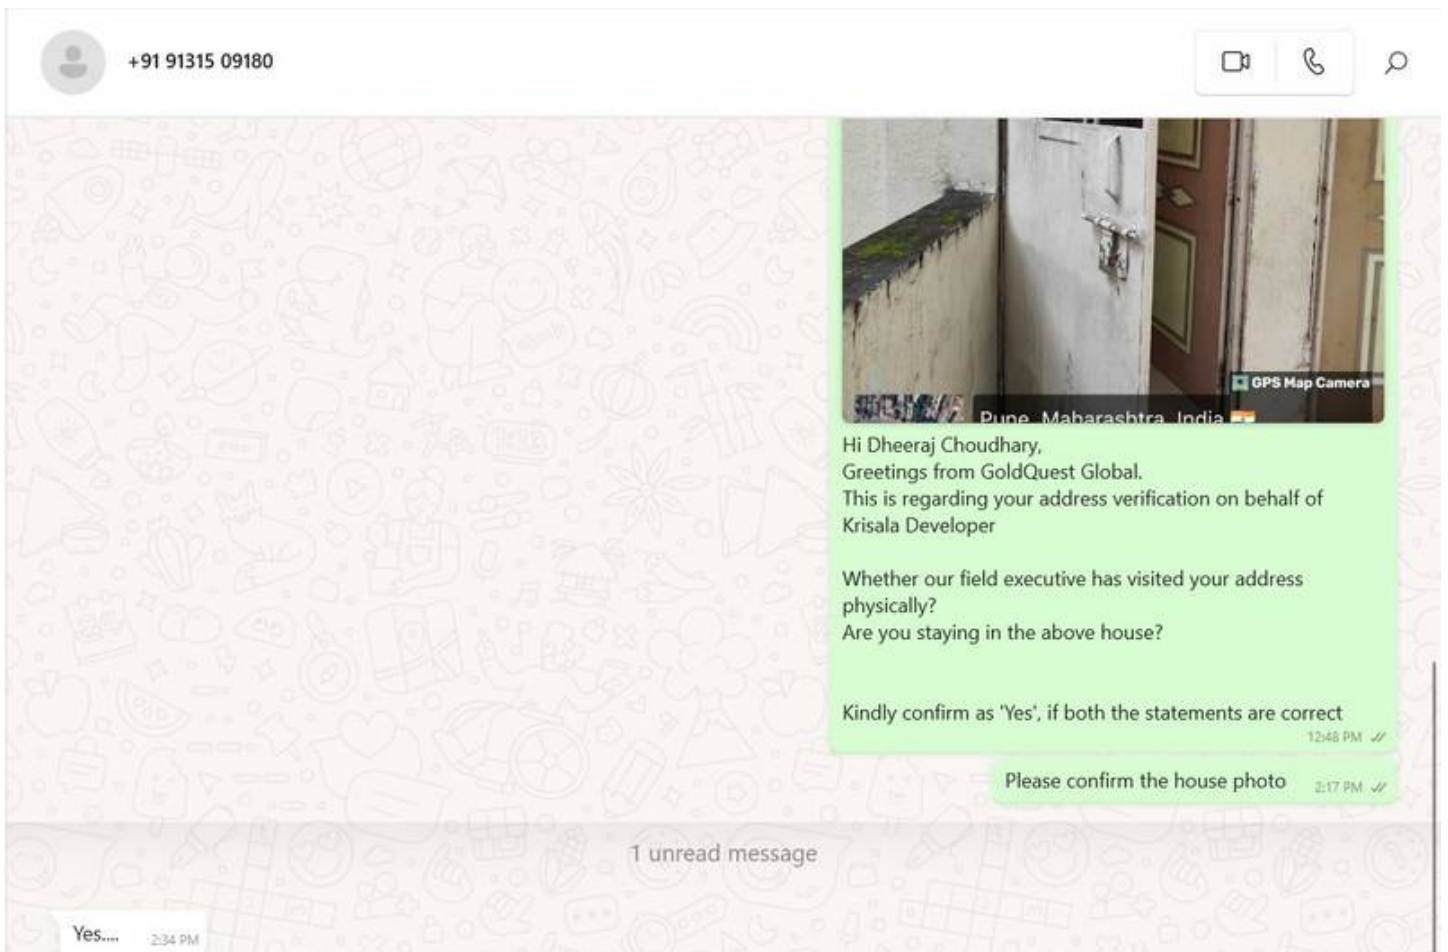 +91 91315 09180
GPS Map Camera
Pune, Maharashtra, India
Hi Dheeraj Choudhary,
Greetings from GoldQuest Global.
This is regarding your address verification on behalf of
Krisala Developer
Whether our field executive has visited your address
physically?
Are you staying in the above house?
Kindly confirm as 'Yes', if both the statements are correct
12:48 PM
Please confirm the house photo 2:17 PM
1 unread message
Yes.... 2:34 PM